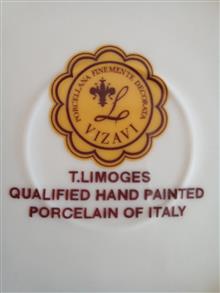 PORCELLANA FINEMENTE DECORATA
L
VIZAVI
T.LIMOGES
QUALIFIED HAND PAINTED
PORCELAIN OF ITALY